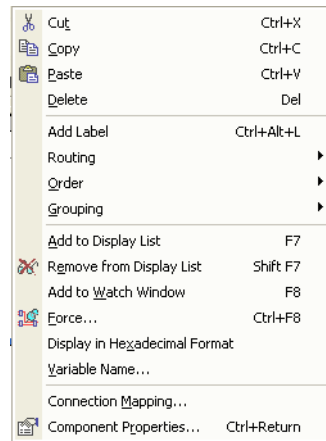 Cut Ctrl+X
Copy Ctrl+C
Paste Ctrl+V
Delete Del
Add Label Ctrl+Alt+L
Routing
Order
Grouping
Add to Display List F7
Remove from Display List Shift F7
Add to Watch Window F8
Force... Ctrl+F8
Display in Hexadecimal Format
Variable Name...
Connection Mapping...
Component Properties... Ctrl+Return